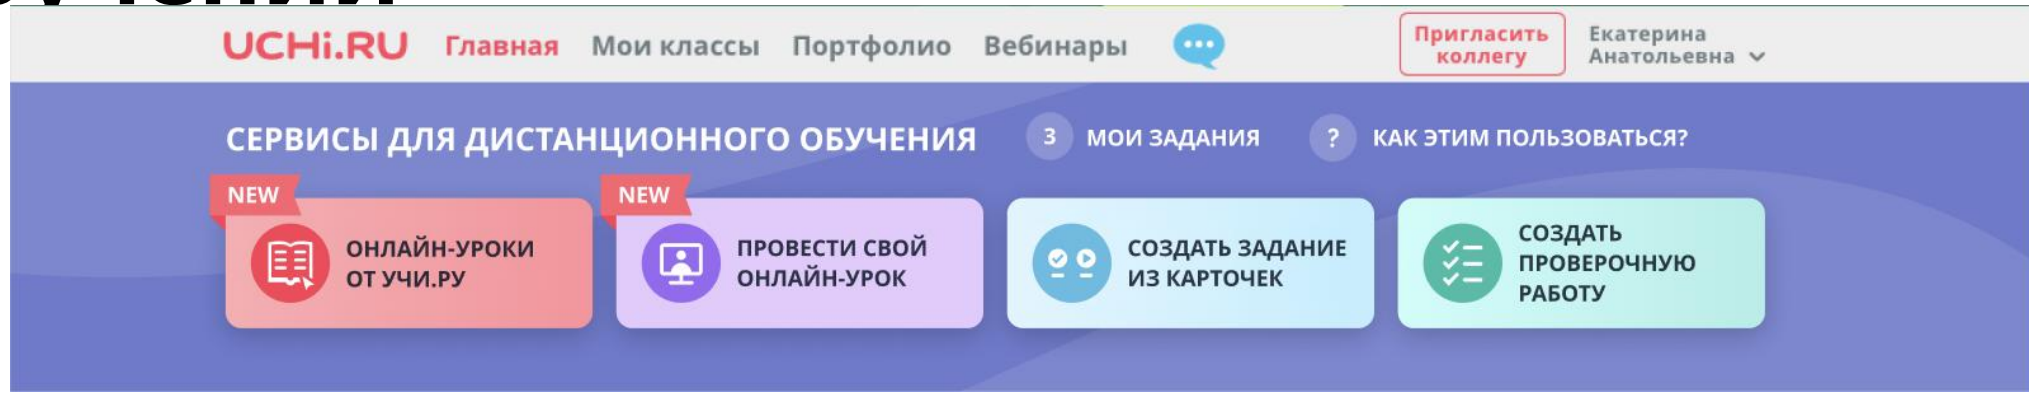 UCHi.RU Главная Мои классы Портфолио Вебинары
Пригласить
коллегу
Екатерина
Анатольевна
СЕРВИСЫ ДЛЯ ДИСТАНЦИОННОГО ОБУЧЕНИЯ 3 МОИ ЗАДАНИЯ ? КАК ЭТИМ ПОЛЬЗОВАТЬСЯ?
NEW
ОНЛАЙН-УРОКИ
ОТ УЧИ.РУ
NEW
ПРОВЕСТИ СВОЙ
ОНЛАЙН-УРОК
СОЗДАТЬ ЗАДАНИЕ
ИЗ КАРТОЧЕК
СОЗДАТЬ
ПРОВЕРОЧНУЮ
РАБОТУ